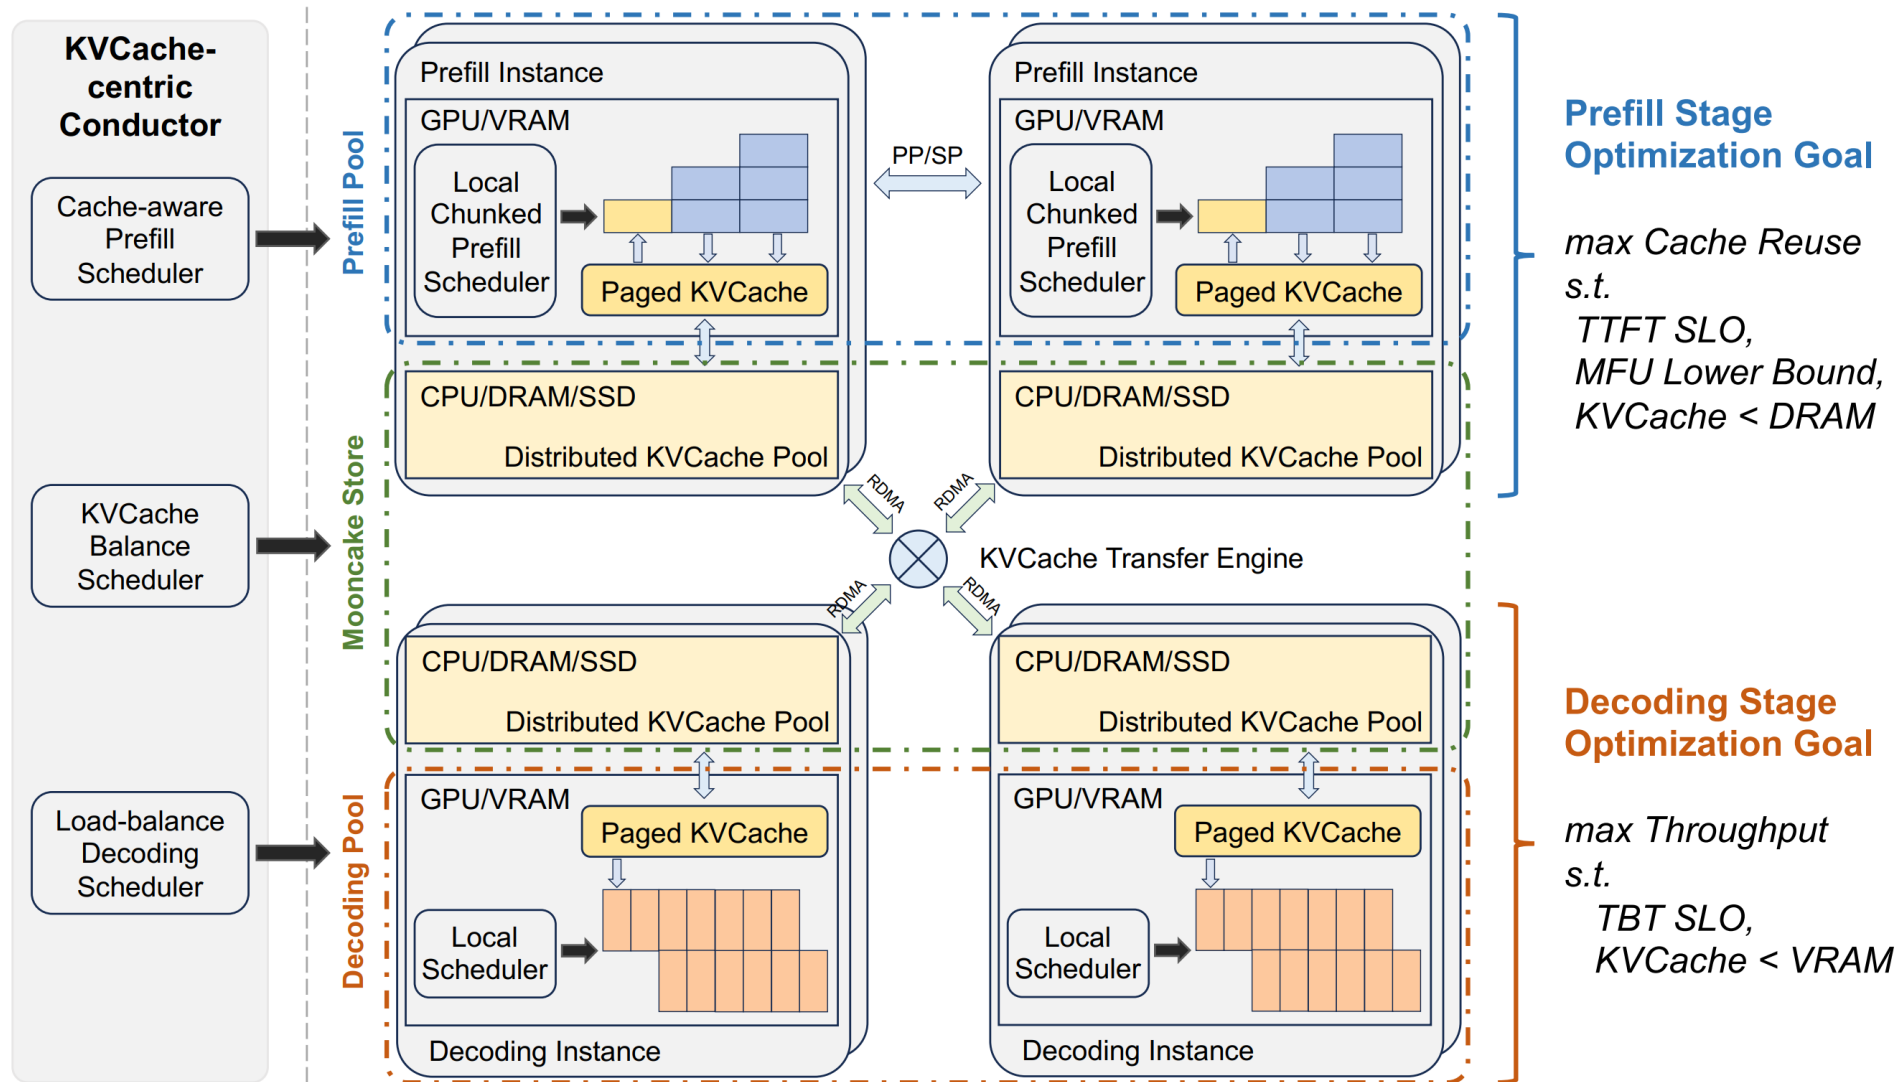 KVCache-
centric
Conductor
Cache-aware
Prefill
Scheduler
KVCache
Balance
Scheduler
Load-balance
Decoding
Scheduler
Prefill Pool
Mooncake Store
Decoding Pool
Prefill Instance
GPU/VRAM
Local
Chunked
Prefill
Scheduler
Paged KVCache
CPU/DRAM/SSD
Distributed KVCache Pool
PP/SP
Prefill Instance
GPU/VRAM
Local
Chunked
Prefill
Scheduler
Paged KVCache
CPU/DRAM/SSD
Distributed KVCache Pool
RDMA
RDMA
KVCache Transfer Engine
RDMA
RDMA
CPU/DRAM/SSD
Distributed KVCache Pool
GPU/VRAM
Paged KVCache
Local
Scheduler
Decoding Instance
CPU/DRAM/SSD
Distributed KVCache Pool
GPU/VRAM
Paged KVCache
Local
Scheduler
Decoding Instance
Prefill Stage
Optimization Goal
max Cache Reuse
s.t.
TTFT SLO,
MFU Lower Bound,
KVCache < DRAM
Decoding Stage
Optimization Goal
max Throughput
s.t.
TBT SLO,
KVCache < VRAM